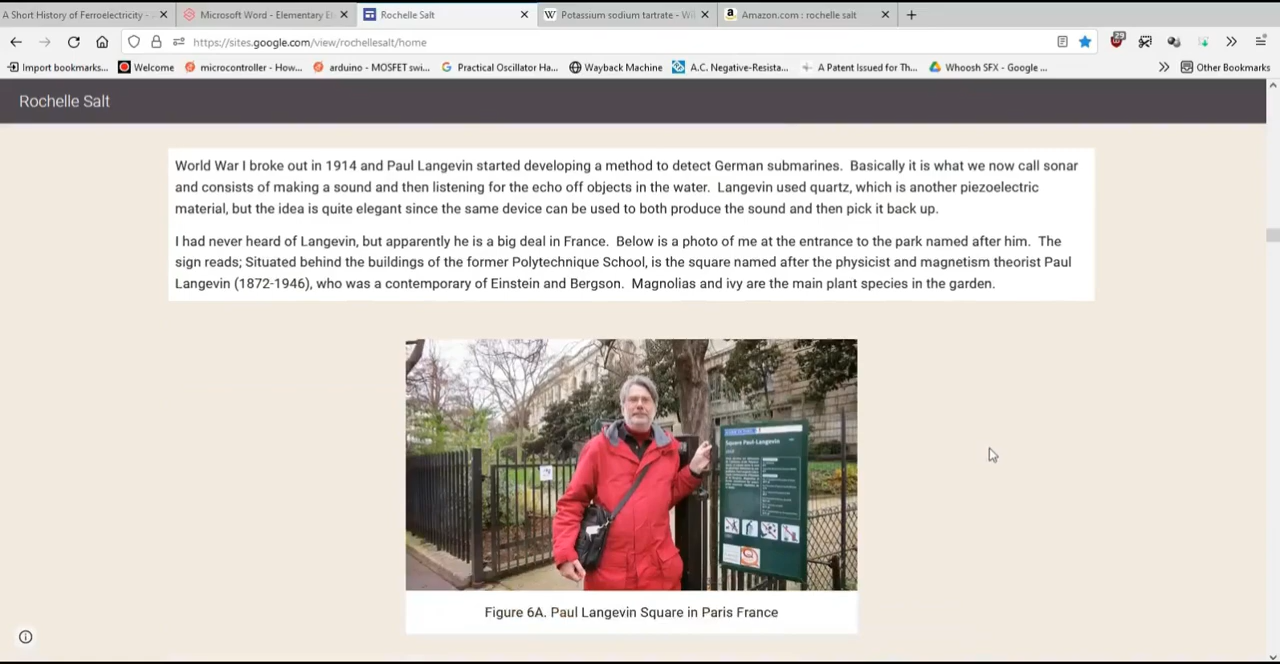 A Short History of Ferroelectricity -
Microsoft Word - Elementary E
Rochelle Salt
Potassium sodium tartrate - Wi
Amazon.com : rochelle salt
https://sites.google.com/view/rochellesalt/home
29
Import bookmarks...
Welcome
microcontroller - How...
arduino - MOSFET swi...
Practical Oscillator Ha...
Wayback Machine
A.C. Negative-Resista...
A Patent Issued for Th...
Whoosh SFX - Google ...
Other Bookmarks
Rochelle Salt
World War I broke out in 1914 and Paul Langevin started developing a method to detect German submarines. Basically it is what we now call sonar
and consists of making a sound and then listening for the echo off objects in the water. Langevin used quartz, which is another piezoelectric
material, but the idea is quite elegant since the same device can be used to both produce the sound and then pick it back up.
I had never heard of Langevin, but apparently he is a big deal in France. Below is a photo of me at the entrance to the park named after him. The
sign reads; Situated behind the buildings of the former Polytechnique School, is the square named after the physicist and magnetism theorist Paul
Langevin (1872-1946), who was a contemporary of Einstein and Bergson. Magnolias and ivy are the main plant species in the garden.
Square Paul-Langevin
Figure 6A. Paul Langevin Square in Paris France